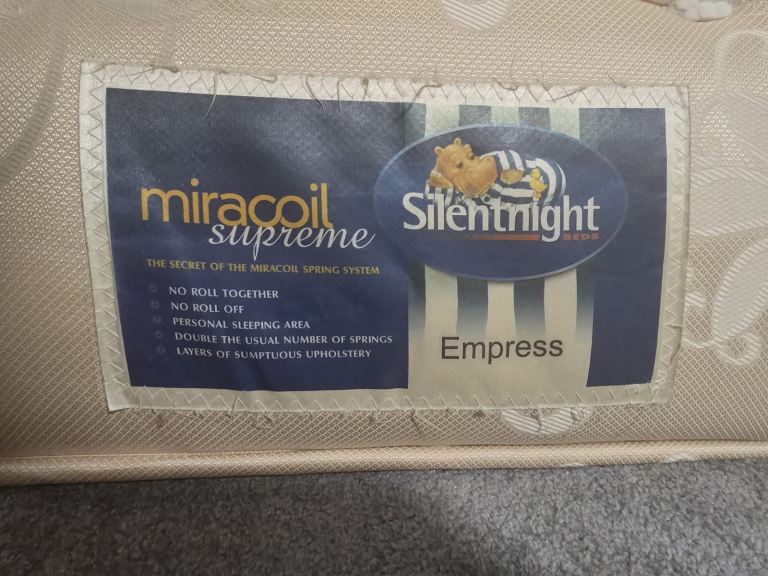 miracoil
supreme
THE SECRET OF THE MIRACOIL SPRING SYSTEM
NO ROLL TOGETHER
NO ROLL OFF
PERSONAL SLEEPING AREA
DOUBLE THE USUAL NUMBER OF SPRINGS
LAYERS OF SUMPTUOUS UPHOLSTERY
Silentnight
BEDS
Empress